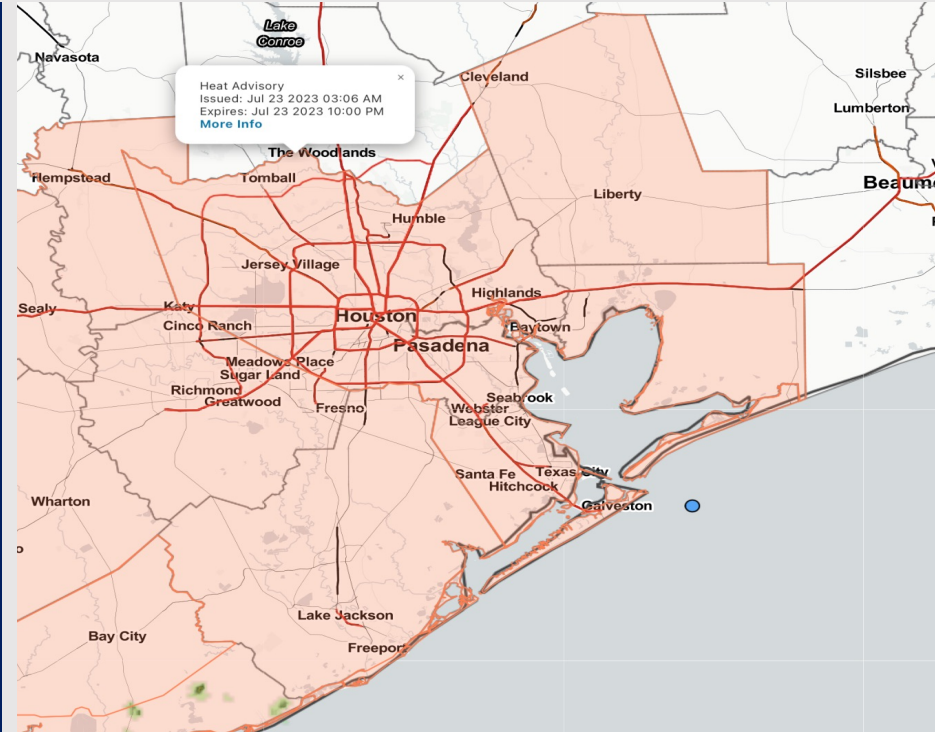 Lake
Conroe
Navasota
Cleveland
Silsbee
Heat Advisory
Issued: Jul 23 2023 03:06 AM
Expires: Jul 23 2023 10:00 PM
More Info
×
Lumberton
The Woodlands
Hempstead
Tomball
Beaum
Liberty
Humble
Jersey Village
Highlands
Sealy
Katy
Houston
Cinco Ranch
Baytown
Pasadena
Meadows Place
Sugar Land
Richmond
Greatwood
Seabrook
Fresno
Webster
League City
Santa Fe
Texas City
Hitchcock
Wharton
Galveston
Lake Jackson
Bay City
Freeport